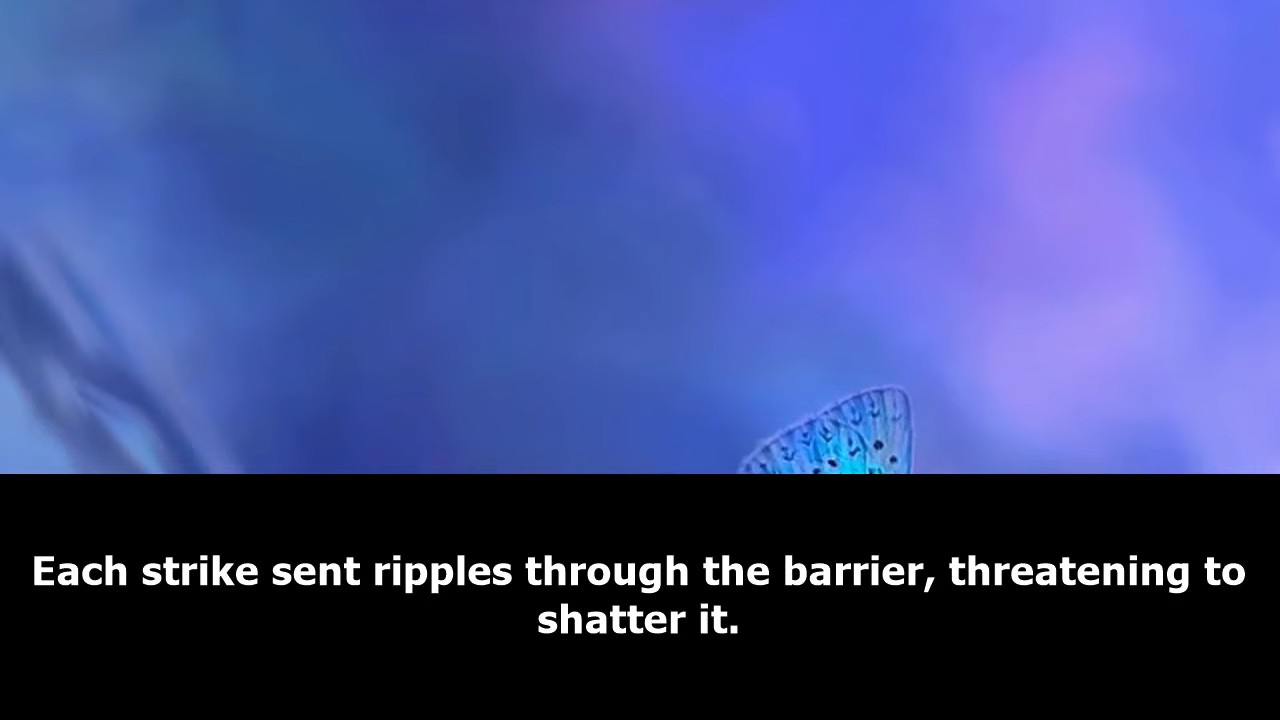 Each strike sent ripples through the barrier, threatening to
shatter it.